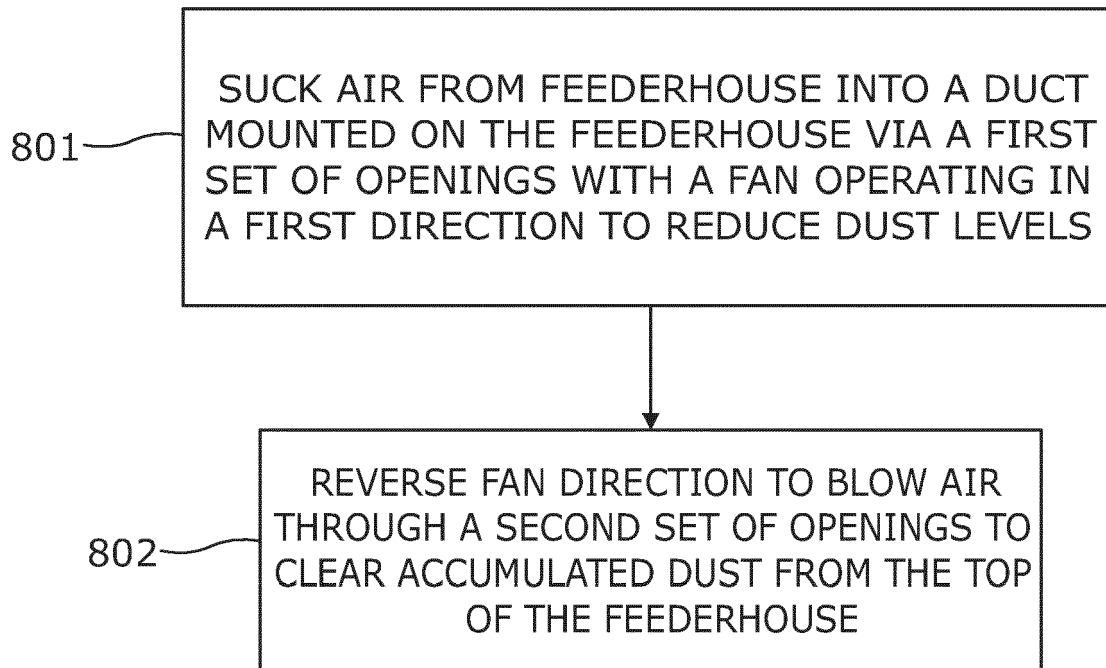 801
SUCK AIR FROM FEEDERHOUSE INTO A DUCT
MOUNTED ON THE FEEDERHOUSE VIA A FIRST
SET OF OPENINGS WITH A FAN OPERATING IN
A FIRST DIRECTION TO REDUCE DUST LEVELS
802
REVERSE FAN DIRECTION TO BLOW AIR
THROUGH A SECOND SET OF OPENINGS TO
CLEAR ACCUMULATED DUST FROM THE TOP
OF THE FEEDERHOUSE